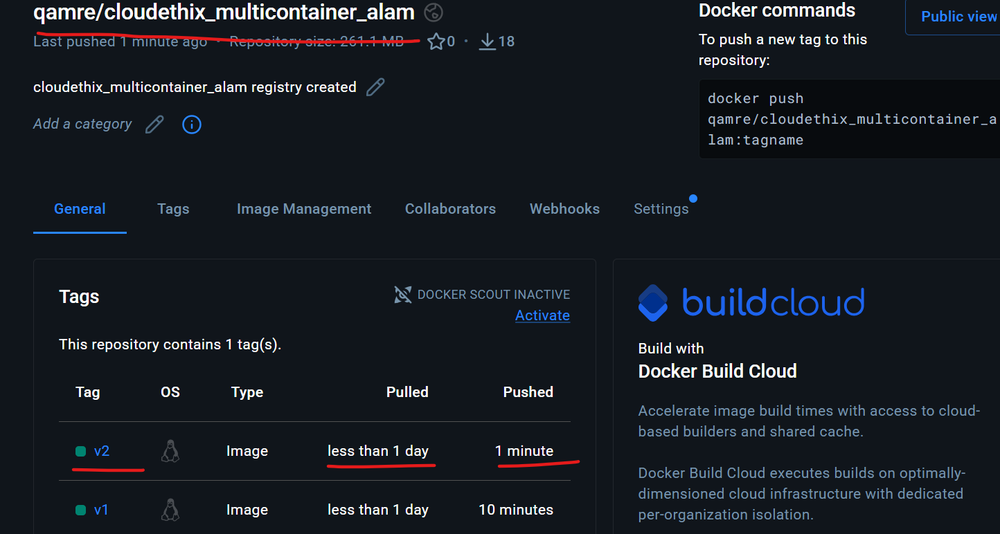 qamre/cloudethix_multicontainer_alam
Last pushed 1 minute ago · Repository size: 261.1 MB 0 · 18
cloudethix_multicontainer_alam registry created
Add a category
Docker commands
Public view
To push a new tag to this
repository:
docker push
qamre/cloudethix_multicontainer_a
lam:tagname
General Tags Image Management Collaborators Webhooks Settings
Tags
DOCKER SCOUT INACTIVE
Activate
This repository contains 1 tag(s).
Tag OS Type Pulled Pushed
v2 Image less than 1 day 1 minute
v1 Image less than 1 day 10 minutes
buildcloud
Build with
Docker Build Cloud
Accelerate image build times with access to cloud-
based builders and shared cache.
Docker Build Cloud executes builds on optimally-
dimensioned cloud infrastructure with dedicated
per-organization isolation.